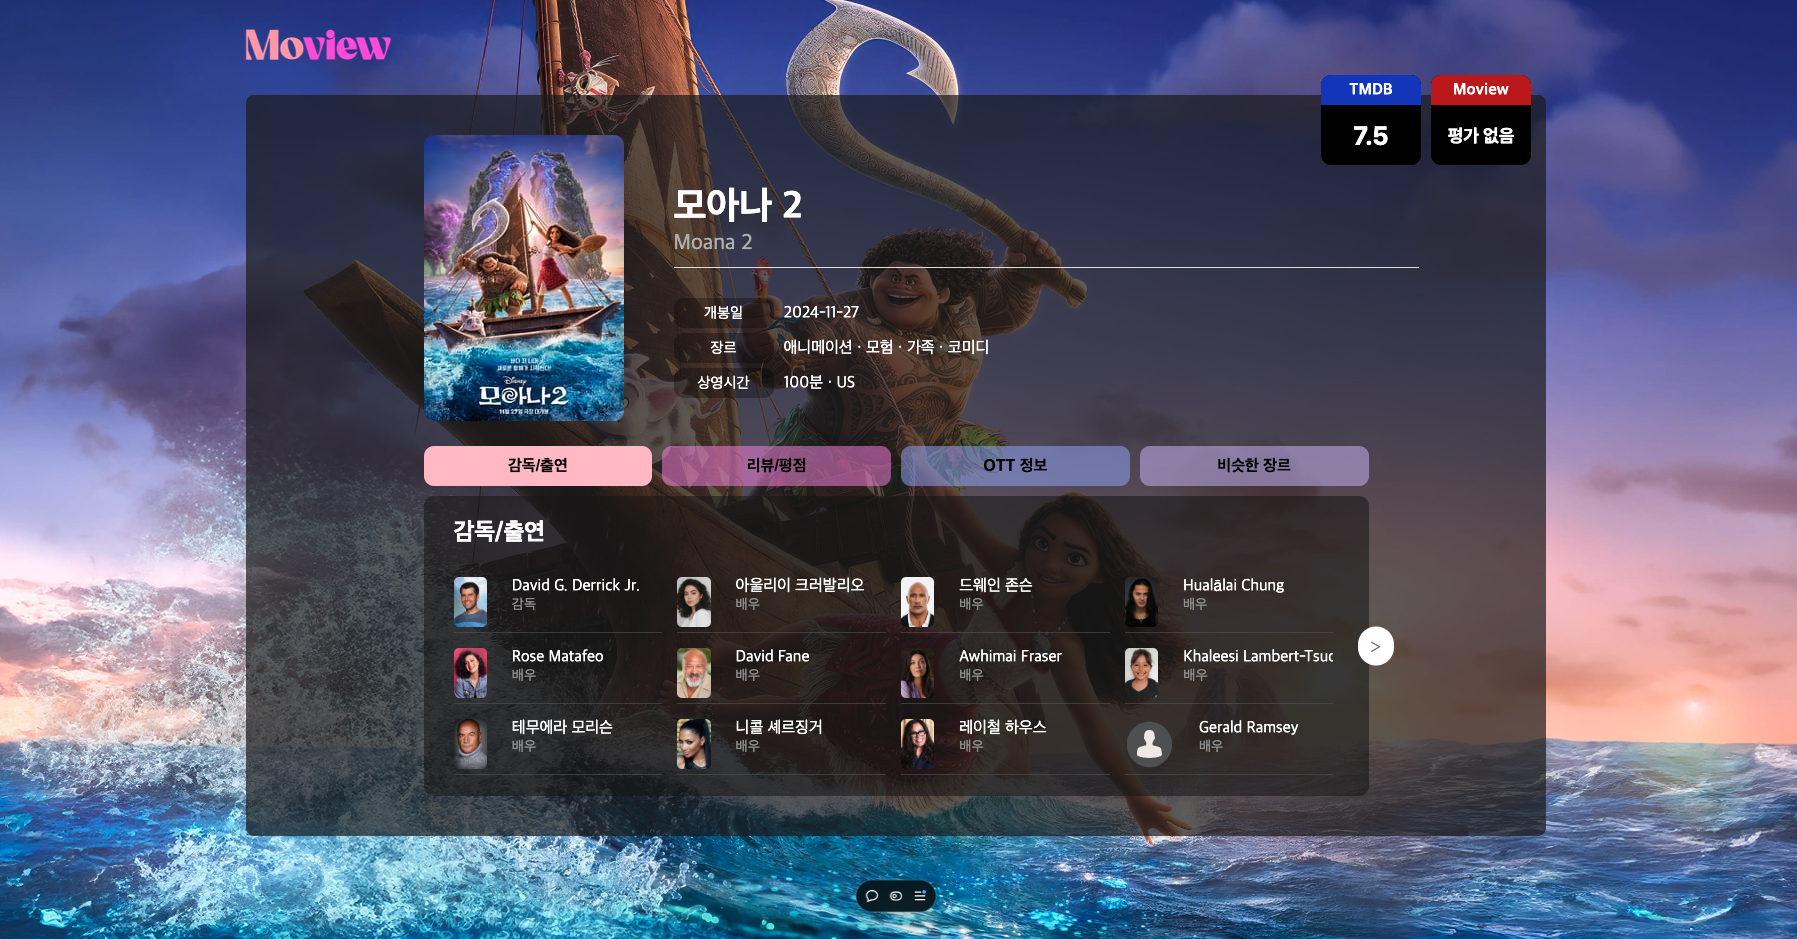 Moview
TMDB
7.5
Moview
평가 없음
새로운 항해가 시작된다!
Disney
모아나2
11월 27일 극장 대개봉
모아나 2
Moana 2
개봉일
2024-11-27
장르
애니메이션 · 모험 · 가족 · 코미디
상영시간
100분 · US
감독/출연
리뷰/평점
OTT 정보
비슷한 장르
감독/출연
David G. Derrick Jr.
감독
아울리이 크러발리오
배우
드웨인 존슨
배우
Hualālai Chung
배우
Rose Matafeo
배우
David Fane
배우
Awhimai Fraser
배우
Khaleesi Lambert-Tsuc
배우
>
테무에라 모리슨
배우
니콜 셰르징거
배우
레이철 하우스
배우
Gerald Ramsey
배우